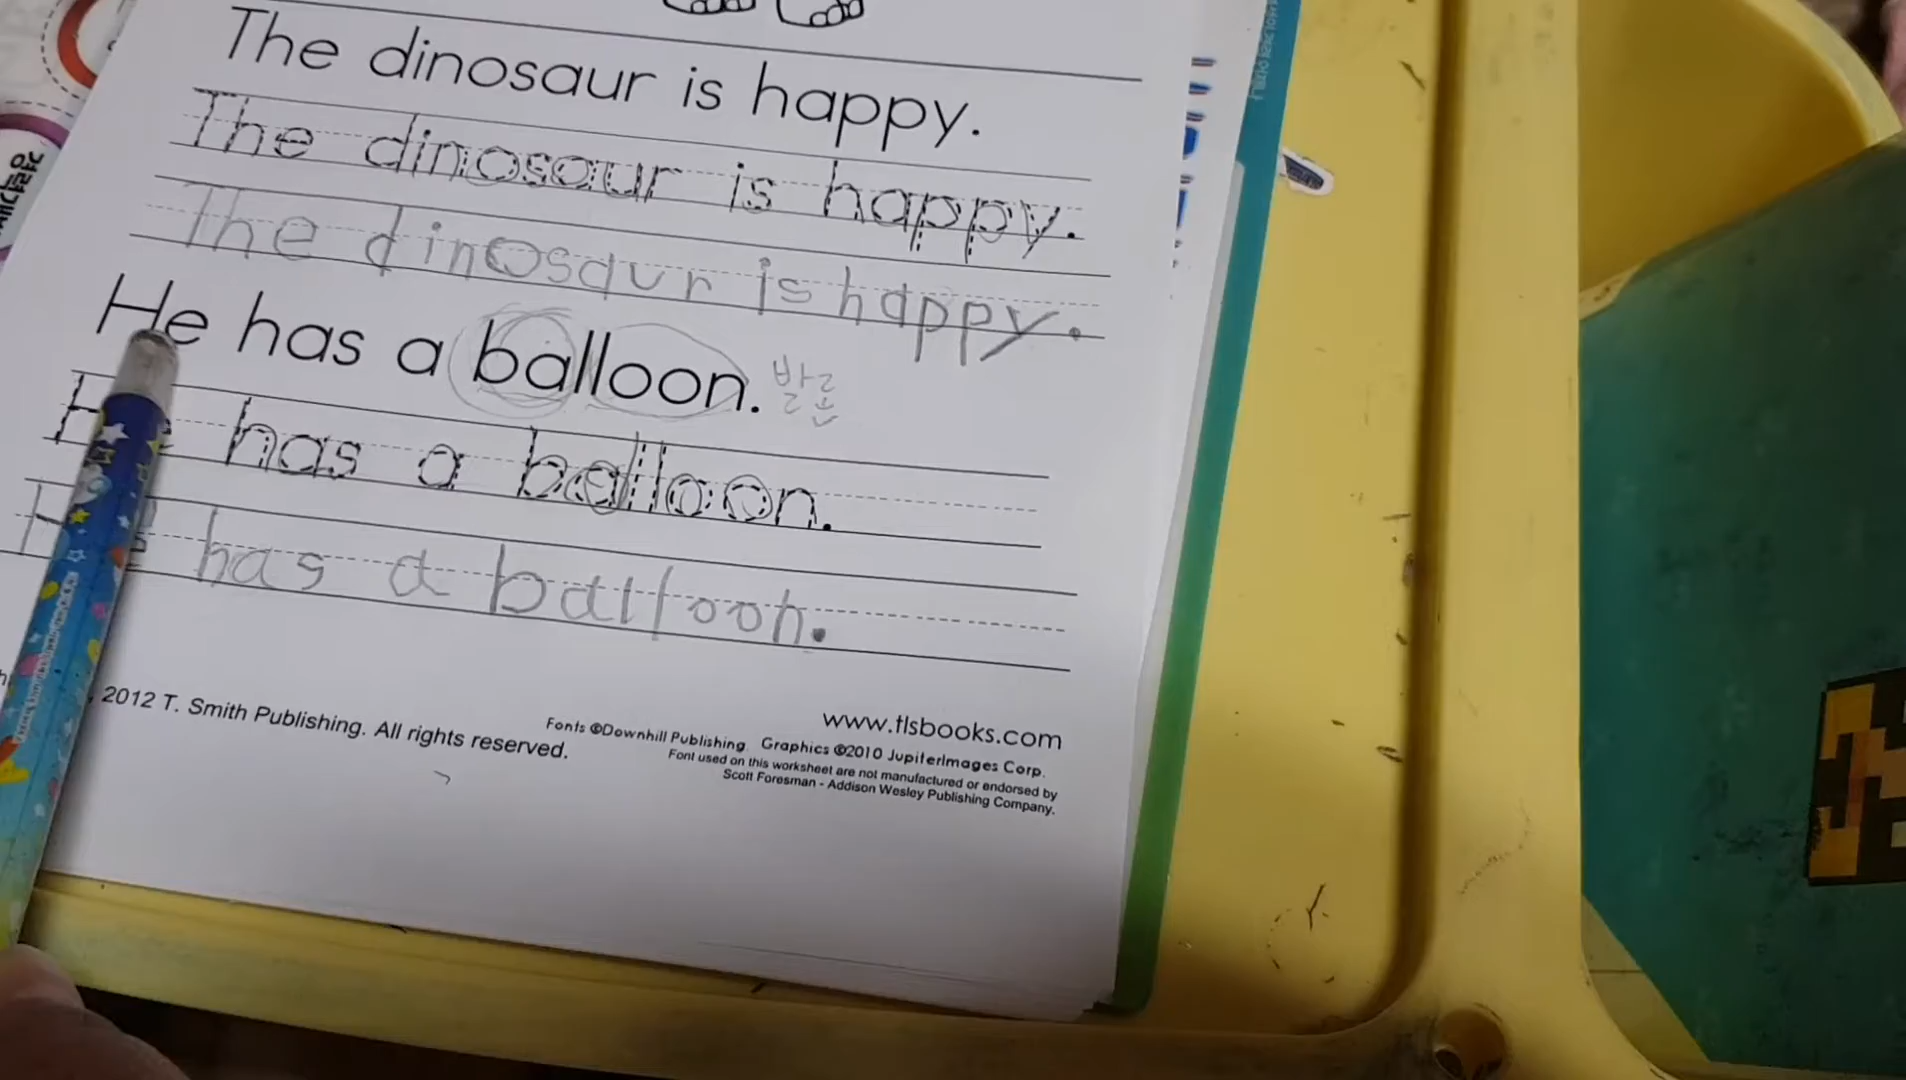 The dinosaur is happy.
The dinosaur is happy.
The dinosaur is happy.
He has a balloon. 발룬
He has a balloon.
He has a balloon.
2012 T. Smith Publishing. All rights reserved.
www.tlsbooks.com
Fonts ©Downhill Publishing. Graphics ©2010 JupiterImages Corp.
Font used on this worksheet are not manufactured or endorsed by
Scott Foresman - Addison Wesley Publishing Company.